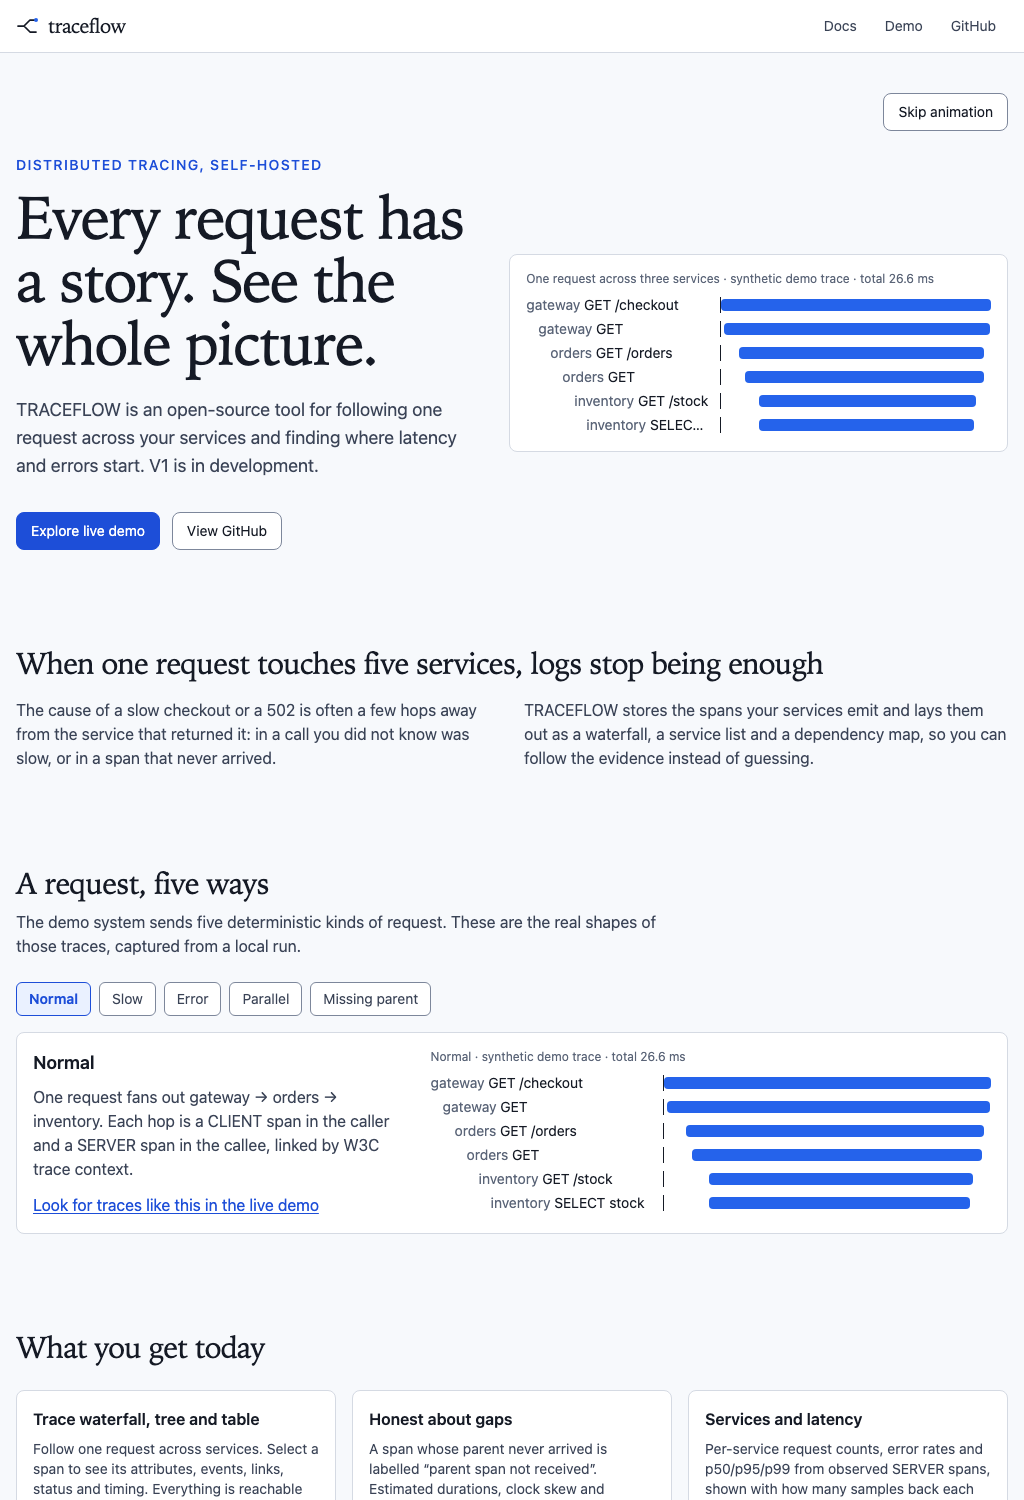 traceflow
Docs
Demo
GitHub
Skip animation
DISTRIBUTED TRACING, SELF-HOSTED
Every request has
a story. See the
whole picture.
TRACEFLOW is an open-source tool for following one
request across your services and finding where latency
and errors start. V1 is in development.
Explore live demo
View GitHub
One request across three services · synthetic demo trace · total 26.6 ms
gateway GET /checkout
gateway GET
orders GET /orders
orders GET
inventory GET /stock
inventory SELEC…
When one request touches five services, logs stop being enough
The cause of a slow checkout or a 502 is often a few hops away
from the service that returned it: in a call you did not know was
slow, or in a span that never arrived.
TRACEFLOW stores the spans your services emit and lays them
out as a waterfall, a service list and a dependency map, so you can
follow the evidence instead of guessing.
A request, five ways
The demo system sends five deterministic kinds of request. These are the real shapes of
those traces, captured from a local run.
Normal
Slow
Error
Parallel
Missing parent
Normal
One request fans out gateway → orders →
inventory. Each hop is a CLIENT span in the caller
and a SERVER span in the callee, linked by W3C
trace context.
Look for traces like this in the live demo
Normal · synthetic demo trace · total 26.6 ms
gateway GET /checkout
gateway GET
orders GET /orders
orders GET
inventory GET /stock
inventory SELECT stock
What you get today
Trace waterfall, tree and table
Follow one request across services. Select a
span to see its attributes, events, links,
status and timing. Everything is reachable
Honest about gaps
A span whose parent never arrived is
labelled “parent span not received”.
Estimated durations, clock skew and
Services and latency
Per-service request counts, error rates and
p50/p95/p99 from observed SERVER spans,
shown with how many samples back each